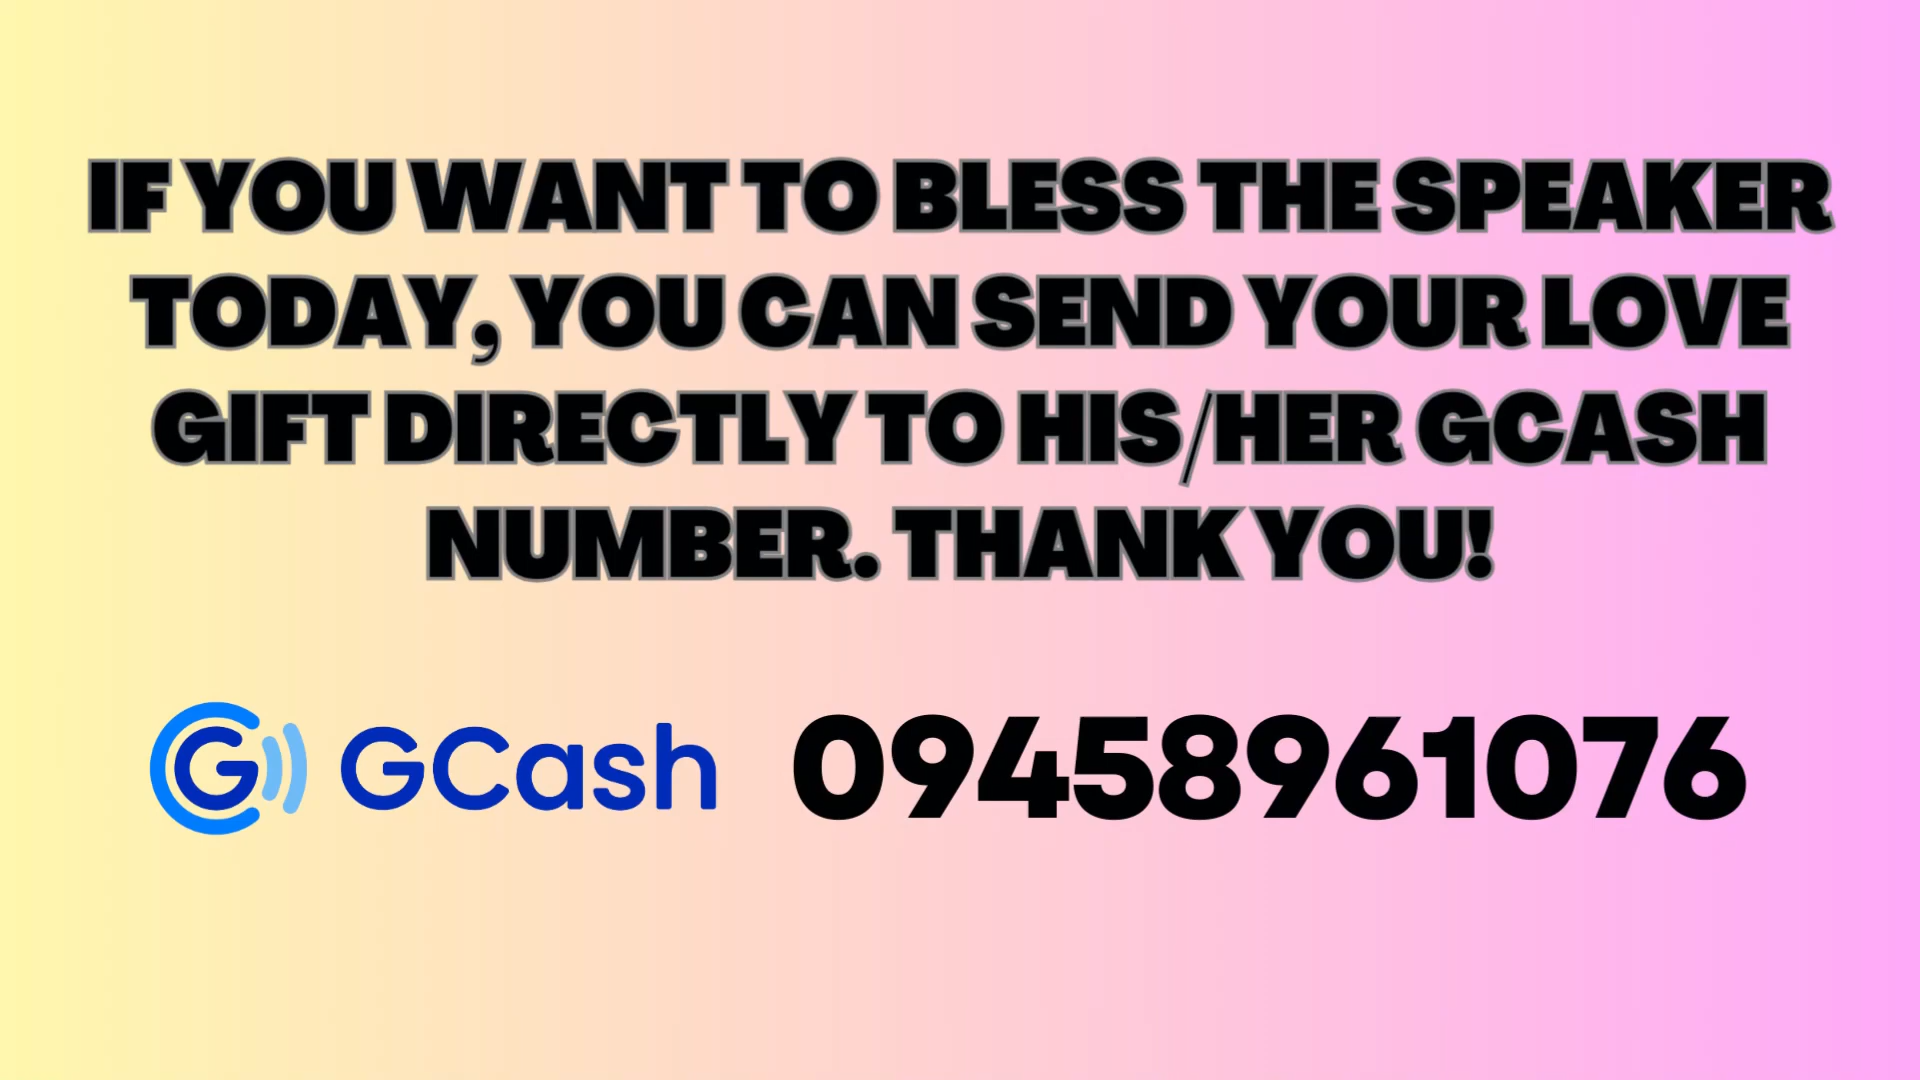 IF YOU WANT TO BLESS THE SPEAKER
TODAY, YOU CAN SEND YOUR LOVE
GIFT DIRECTLY TO HIS/HER GCASH
NUMBER. THANK YOU!
G GCash 09458961076